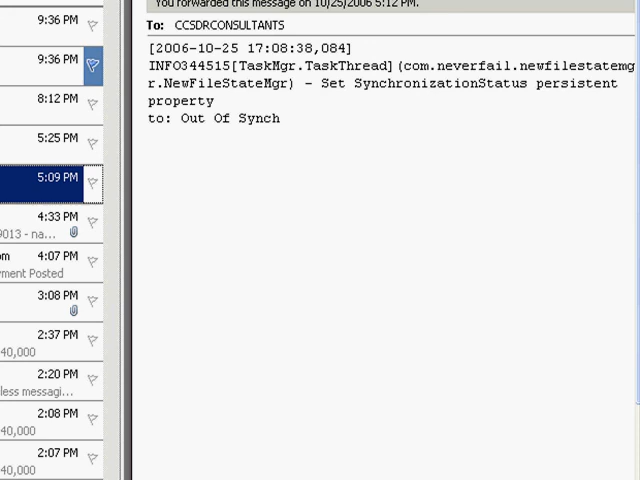 You forwarded this message on 10/25/2006 5:12 PM.
To: CCSDRCONSULTANTS
[2006-10-25 17:08:38,084]
INFO344515[TaskMgr.TaskThread](com.neverfail.newfilestatemg
r.NewFileStateMgr) - Set SynchronizationStatus persistent
property
to: Out Of Synch
9:36 PM
9:36 PM
8:12 PM
5:25 PM
5:09 PM
4:33 PM
9013 - na...
om 4:07 PM
yment Posted
3:08 PM
2:37 PM
40,000
2:20 PM
less messagi...
2:08 PM
40,000
2:07 PM
40,000